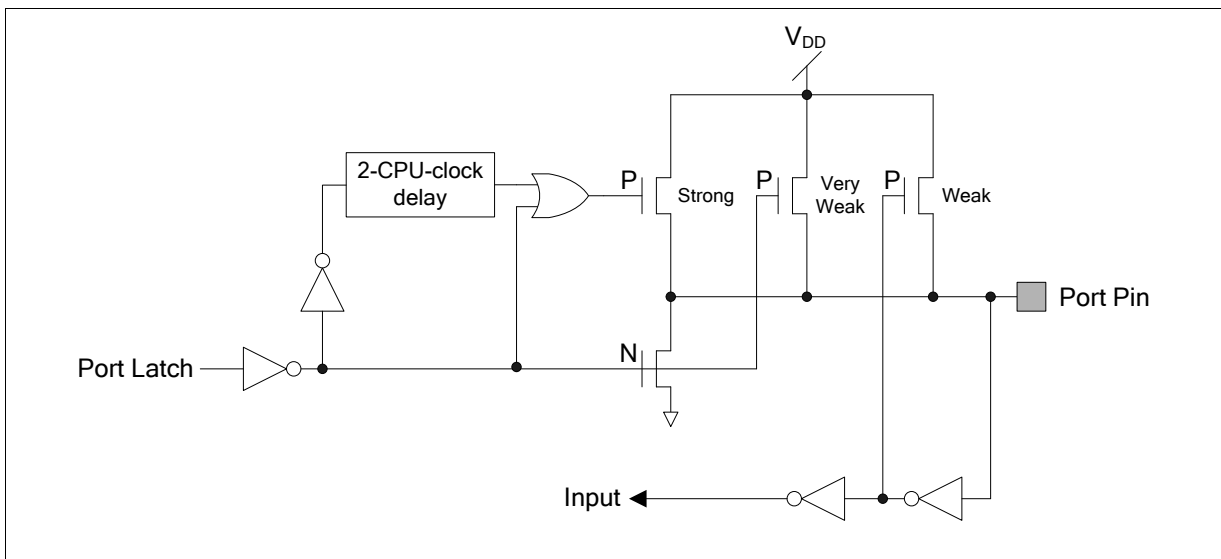 VDD
2-CPU-clock
delay
P
Strong
P
Very
Weak
P
Weak
Port Pin
N
Port Latch
Input